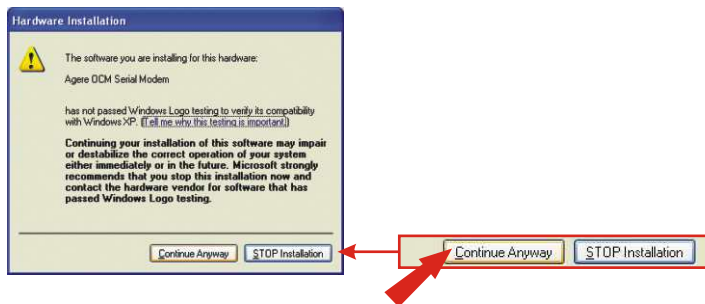 Hardware Installation
The software you are installing for this hardware:
Agere OCM Serial Modem
has not passed Windows Logo testing to verify its compatibility
with Windows XP. (Tell me why this testing is important.)
Continuing your installation of this software may impair
or destabilize the correct operation of your system
either immediately or in the future. Microsoft strongly
recommends that you stop this installation now and
contact the hardware vendor for software that has
passed Windows Logo testing.
Continue Anyway STOP Installation
Continue Anyway STOP Installation